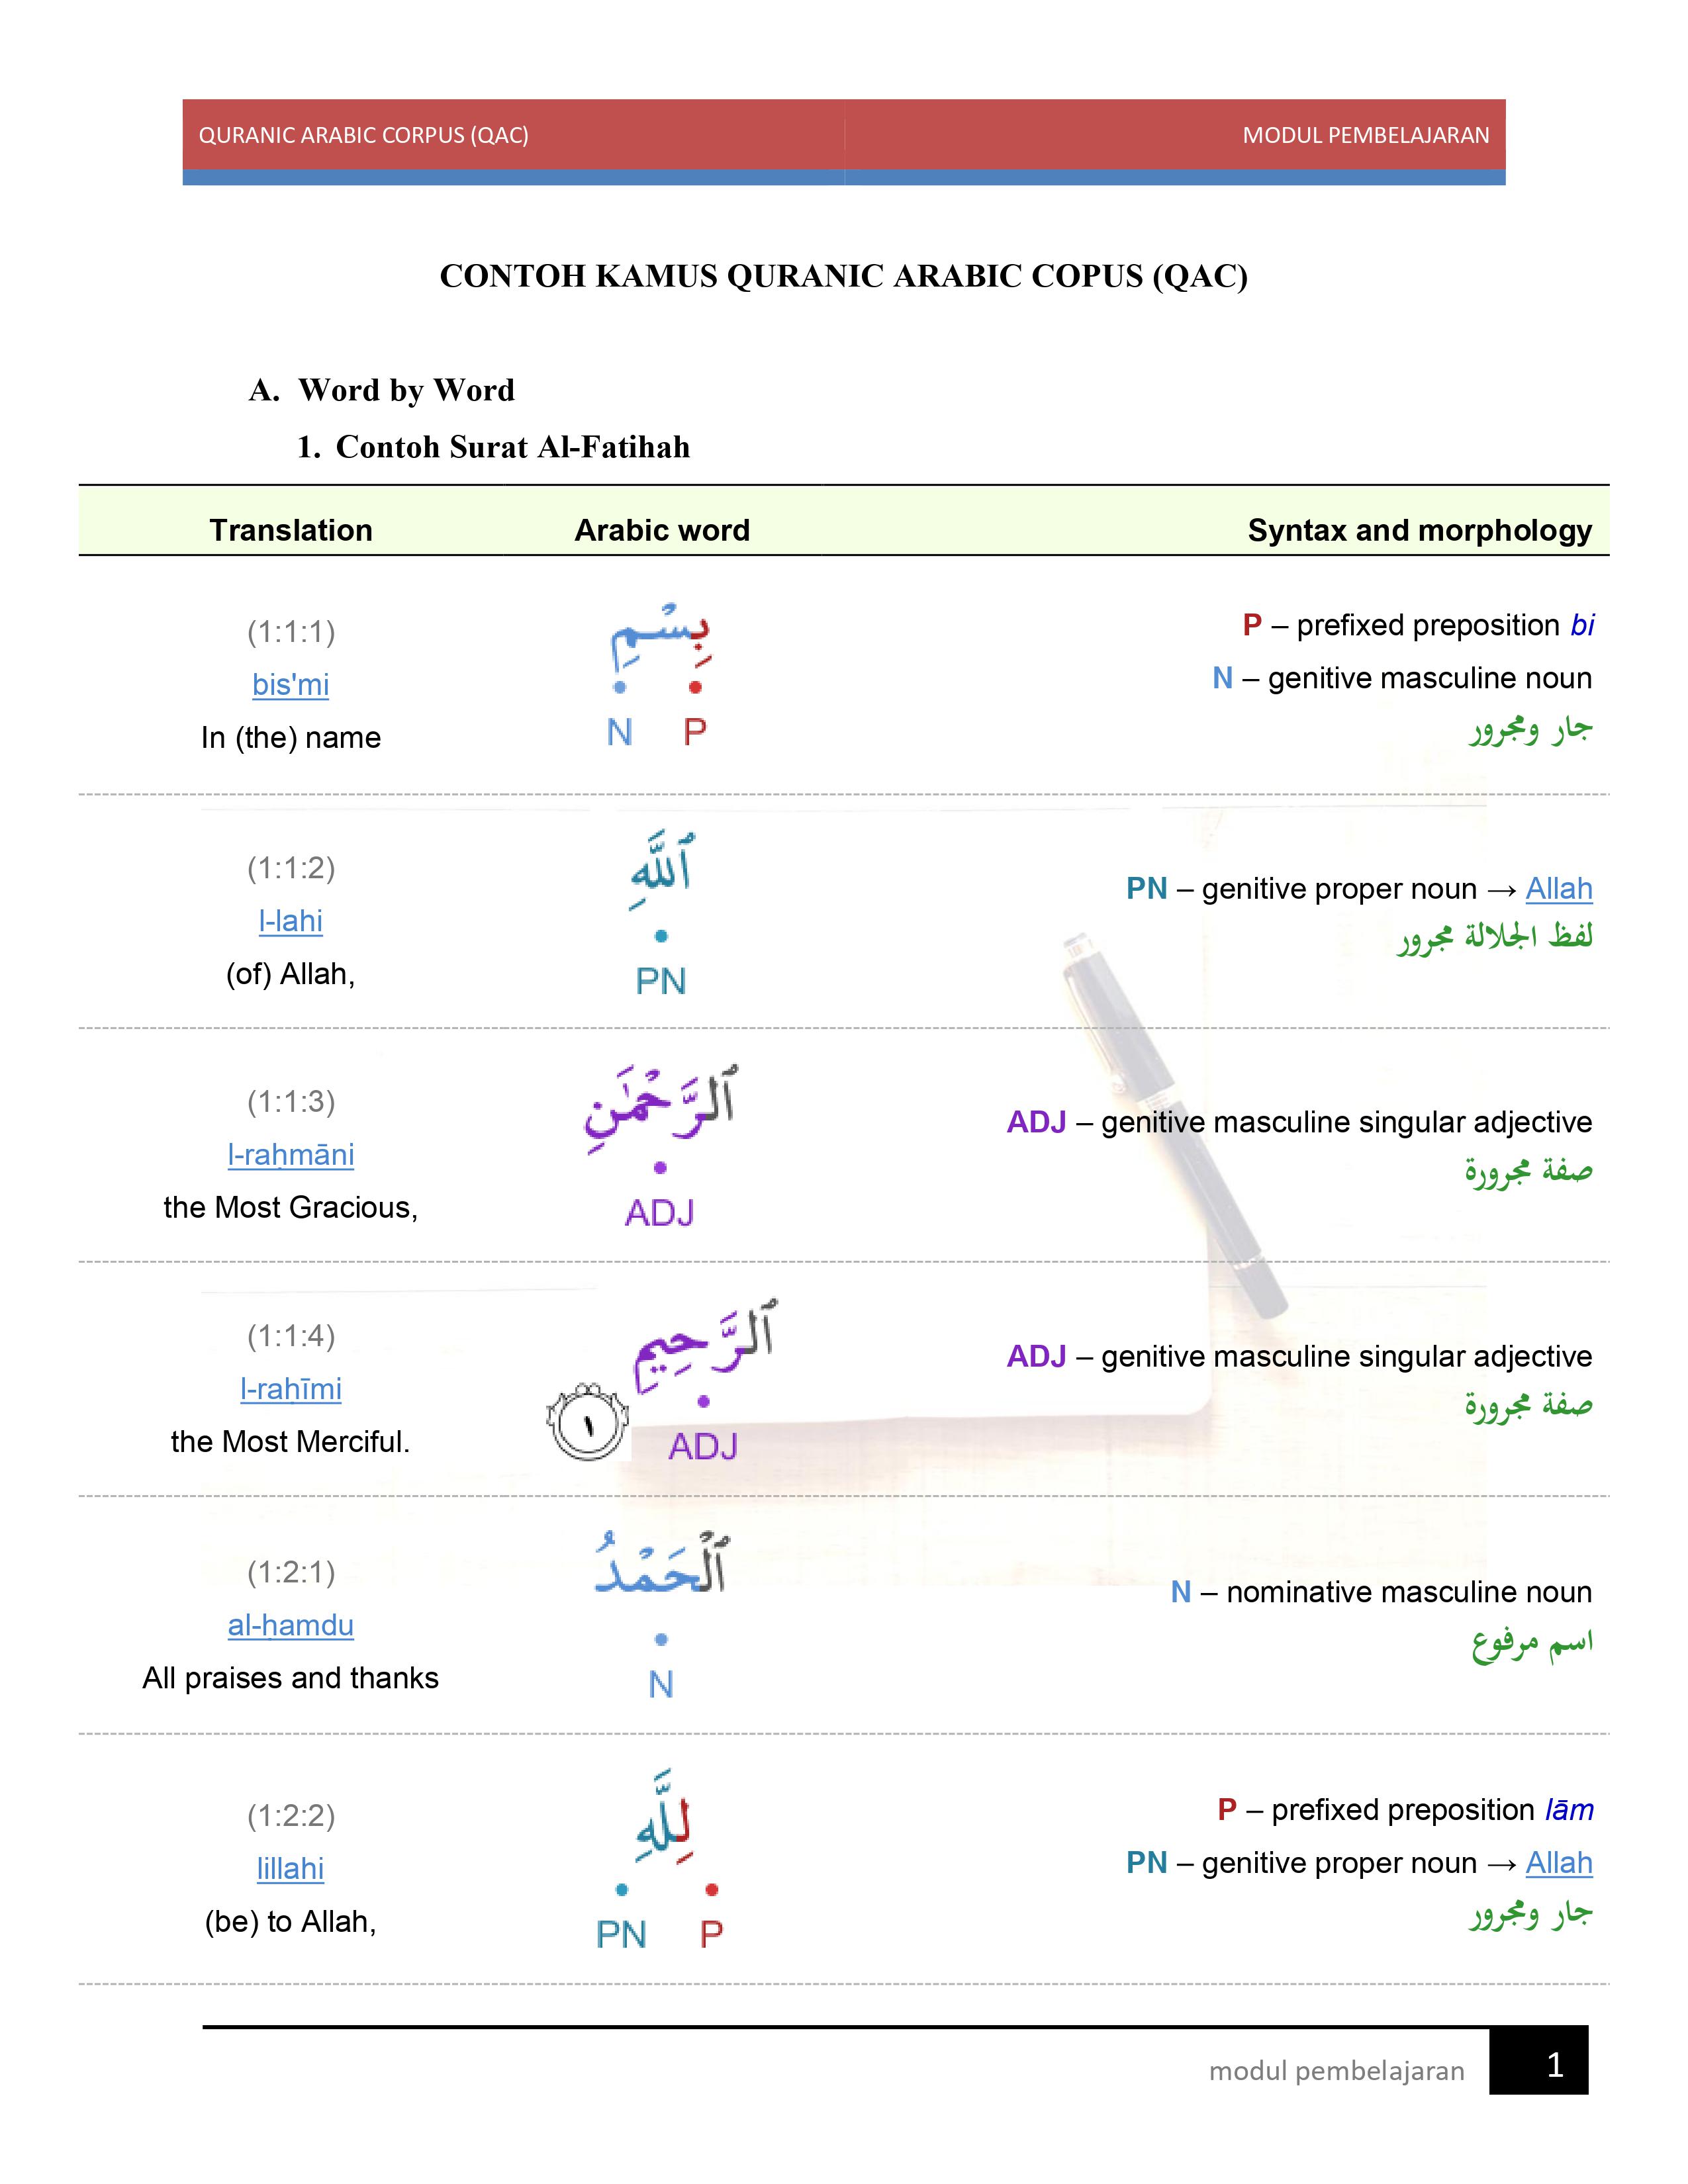 QURANIC ARABIC CORPUS (QAC) MODUL PEMBELAJARAN
CONTOH KAMUS QURANIC ARABIC COPUS (QAC)
A. Word by Word
1. Contoh Surat Al-Fatihah
Translation Arabic word Syntax and morphology
(1:1:1)
bis'mi
In (the) name
بِسْمِ
N P
P – prefixed preposition bi
N – genitive masculine noun
جار ومجرور
(1:1:2)
l-lahi
(of) Allah,
ٱللَّهِ
PN
PN – genitive proper noun → Allah
لفظ الجلالة مجرور
(1:1:3)
l-raḥmāni
the Most Gracious,
ٱلرَّحْمَٰنِ
ADJ
ADJ – genitive masculine singular adjective
صفة مجرورة
(1:1:4)
l-raḥīmi
the Most Merciful.
ٱلرَّحِيمِ
١
ADJ
ADJ – genitive masculine singular adjective
صفة مجرورة
(1:2:1)
al-ḥamdu
All praises and thanks
ٱلْحَمْدُ
N
N – nominative masculine noun
اسم مرفوع
(1:2:2)
lillahi
(be) to Allah,
لِلَّهِ
PN P
P – prefixed preposition lām
PN – genitive proper noun → Allah
جار ومجرور
modul pembelajaran 1